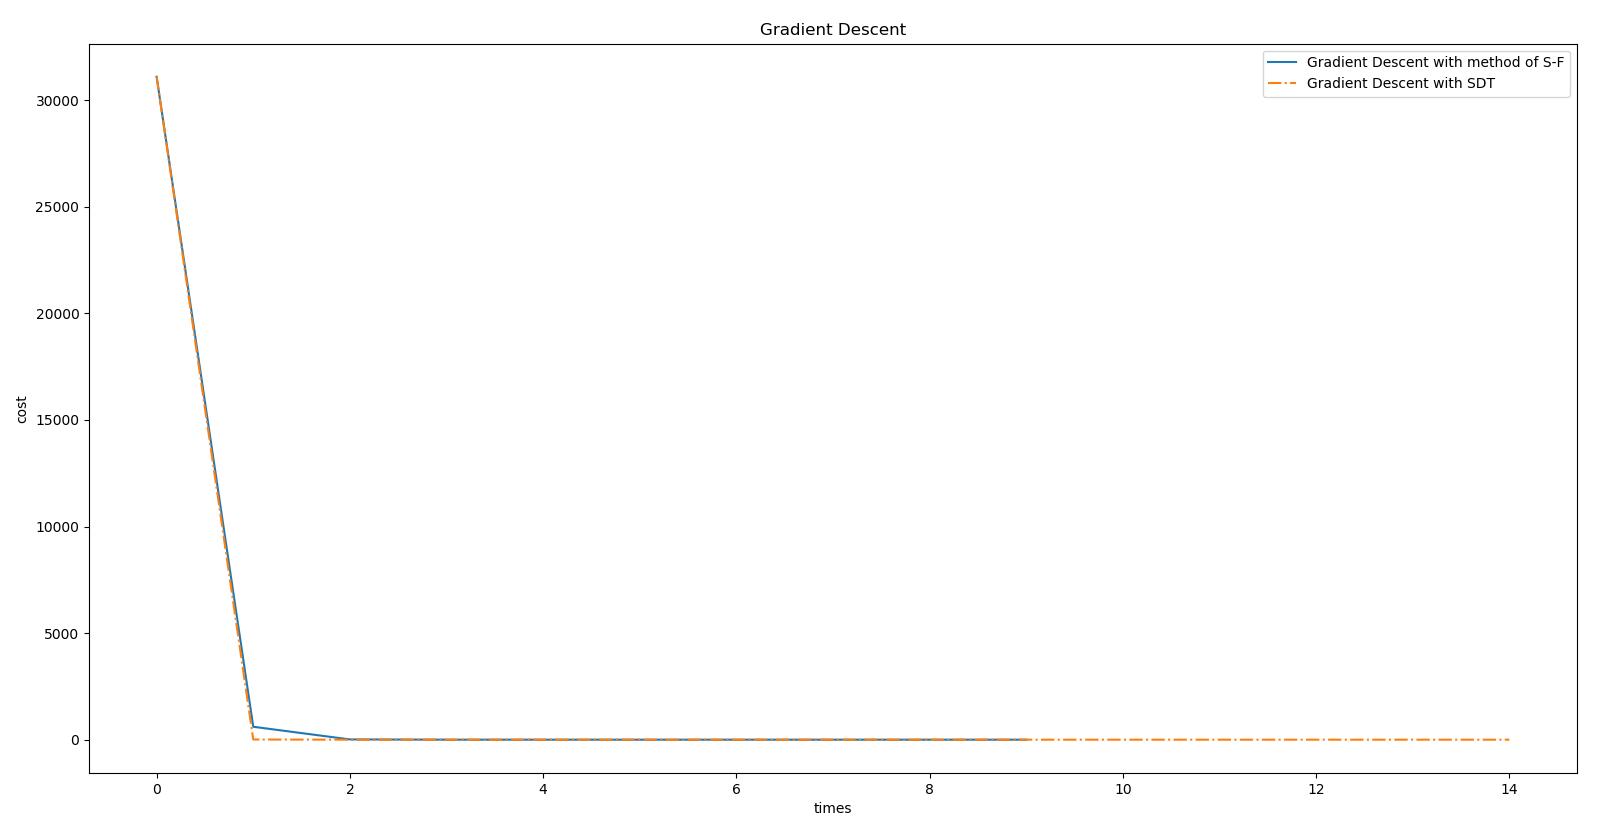 Gradient Descent
Gradient Descent with method of S-F
Gradient Descent with SDT
30000
25000
20000
15000
10000
5000
0
cost
0 2 4 6 8 10 12 14
times